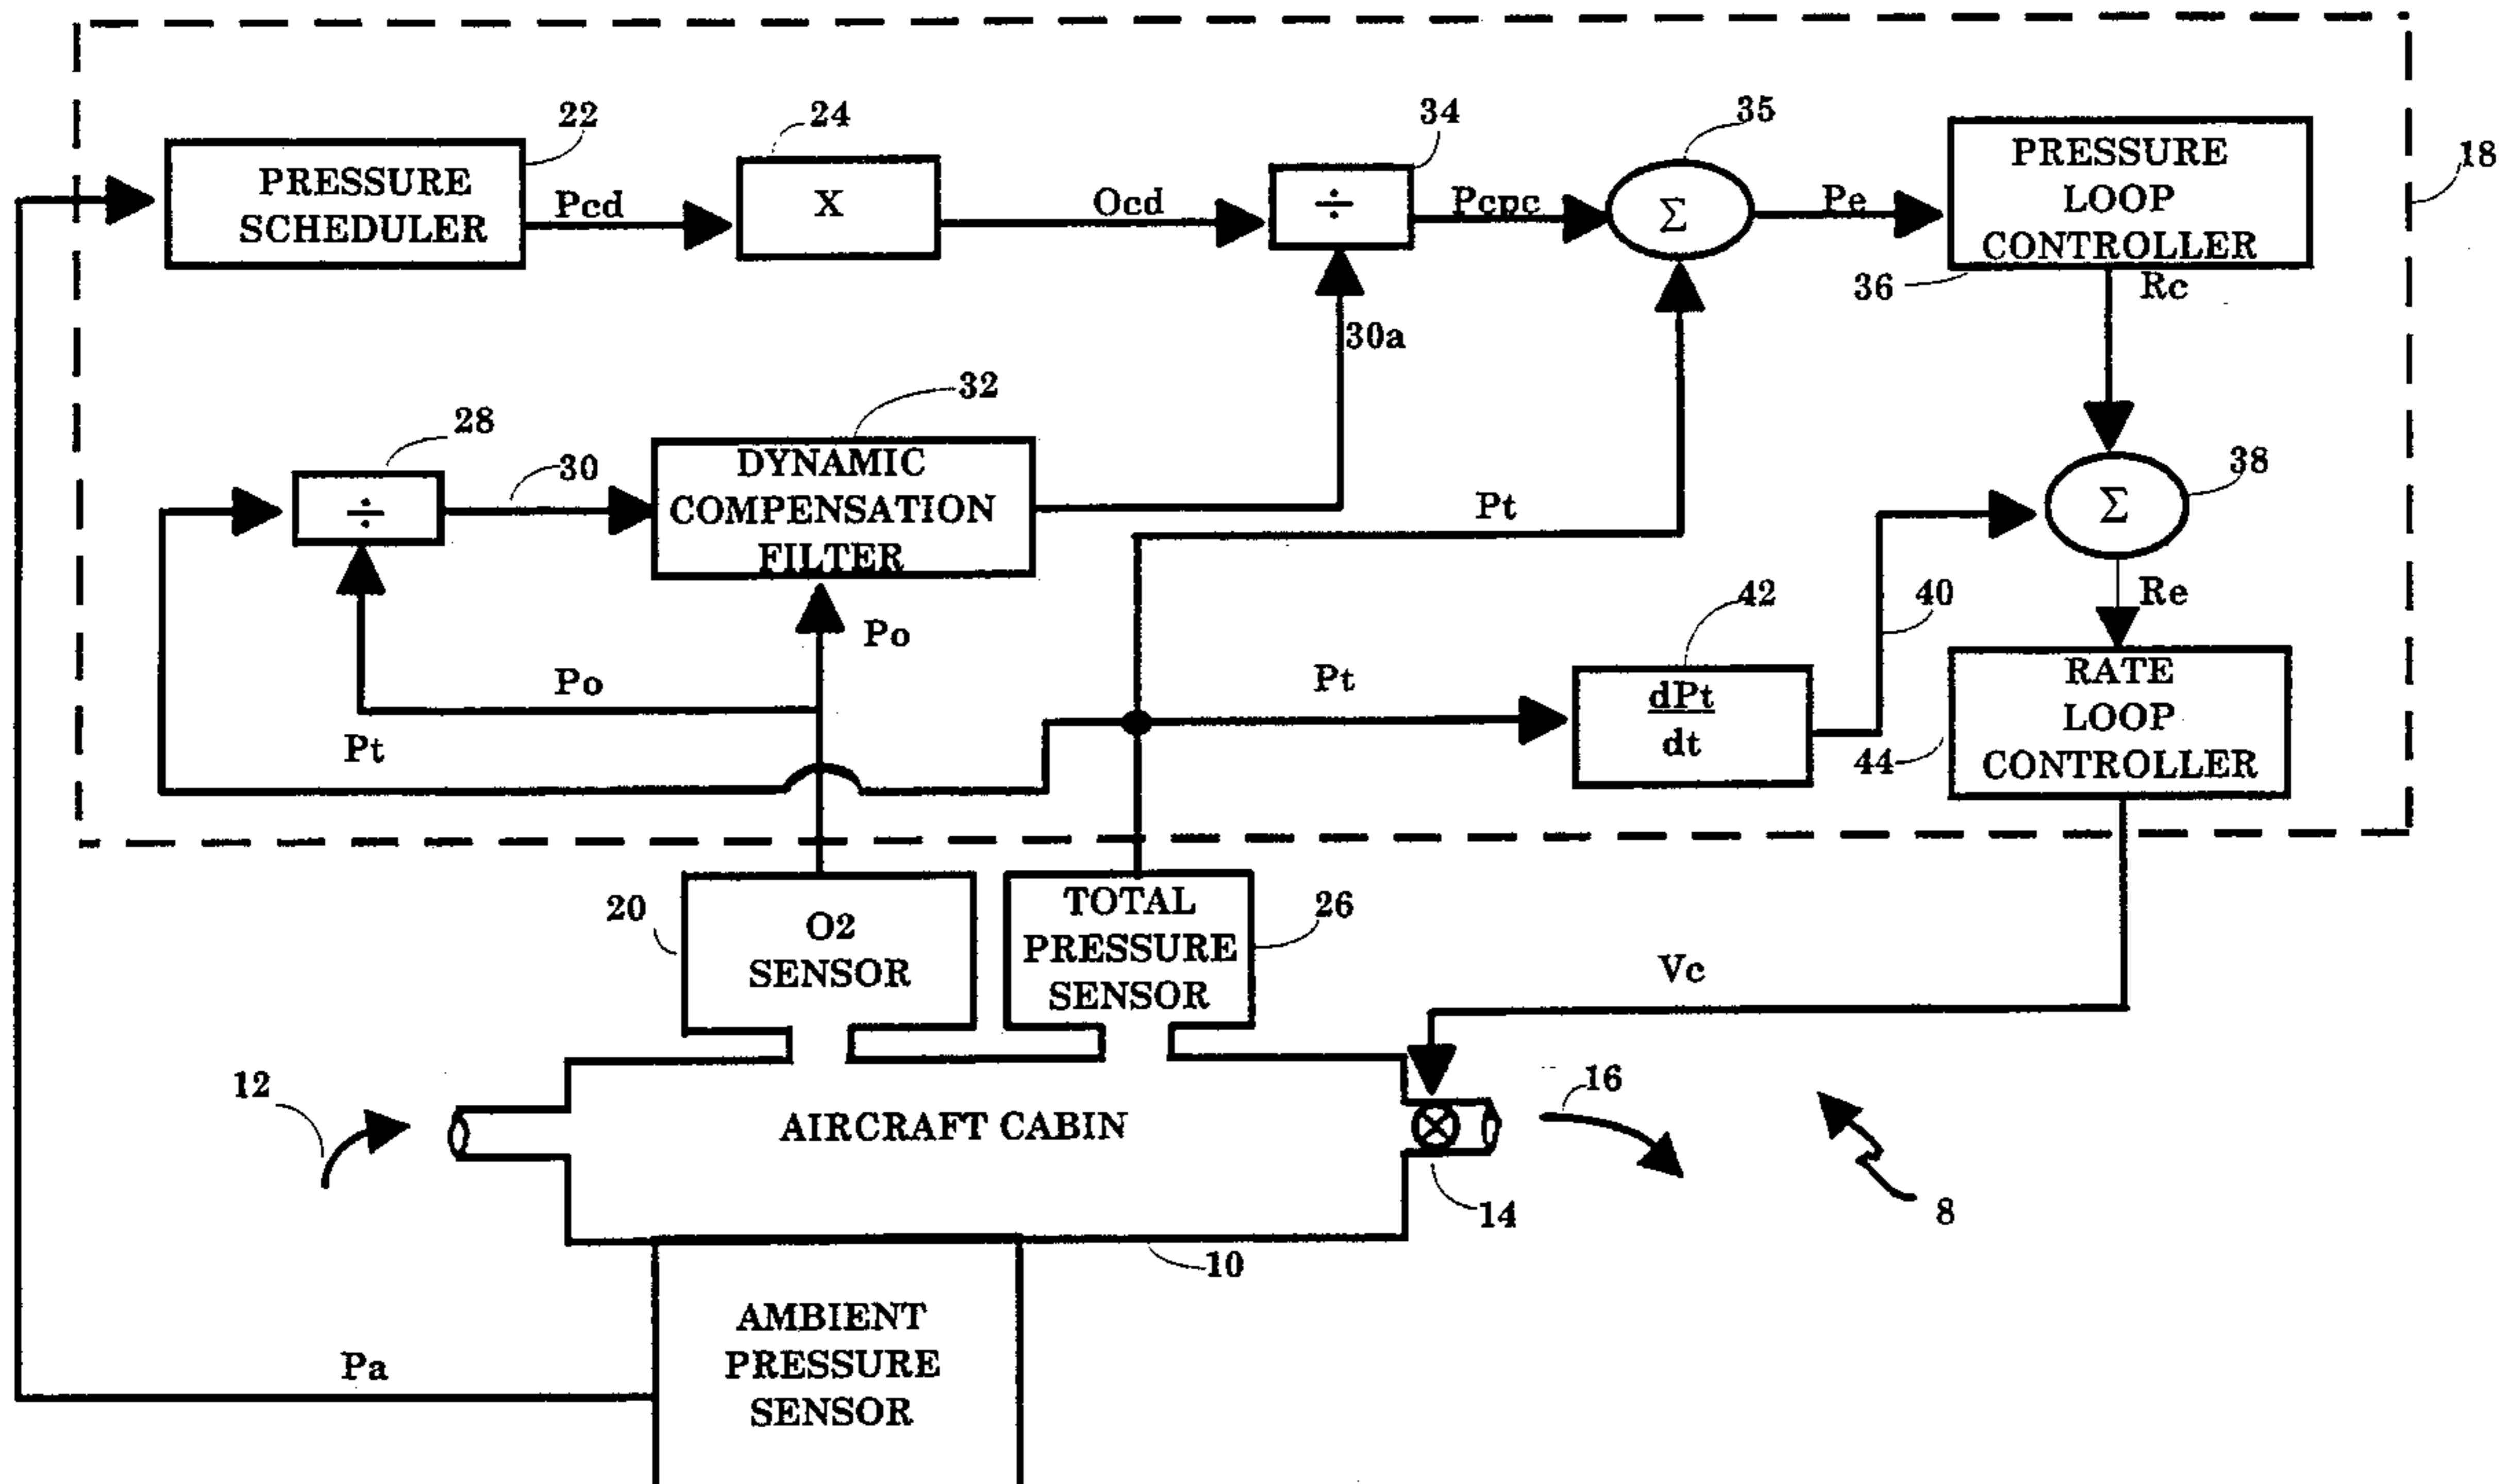 22
24
34
35
PRESSURE
SCHEDULER
Pcd
X
Ocd
÷
Pcpc
Σ
Pe
PRESSURE
LOOP
CONTROLLER
18
36
Rc
30a
32
28
30
÷
DYNAMIC
COMPENSATION
FILTER
Pt
Σ
38
Po
Po
Pt
Pt
42
40
Re
dPt
dt
44
RATE
LOOP
CONTROLLER
20
O2
SENSOR
TOTAL
PRESSURE
SENSOR
26
Vc
12
AIRCRAFT CABIN
16
14
8
10
AMBIENT
PRESSURE
SENSOR
Pa